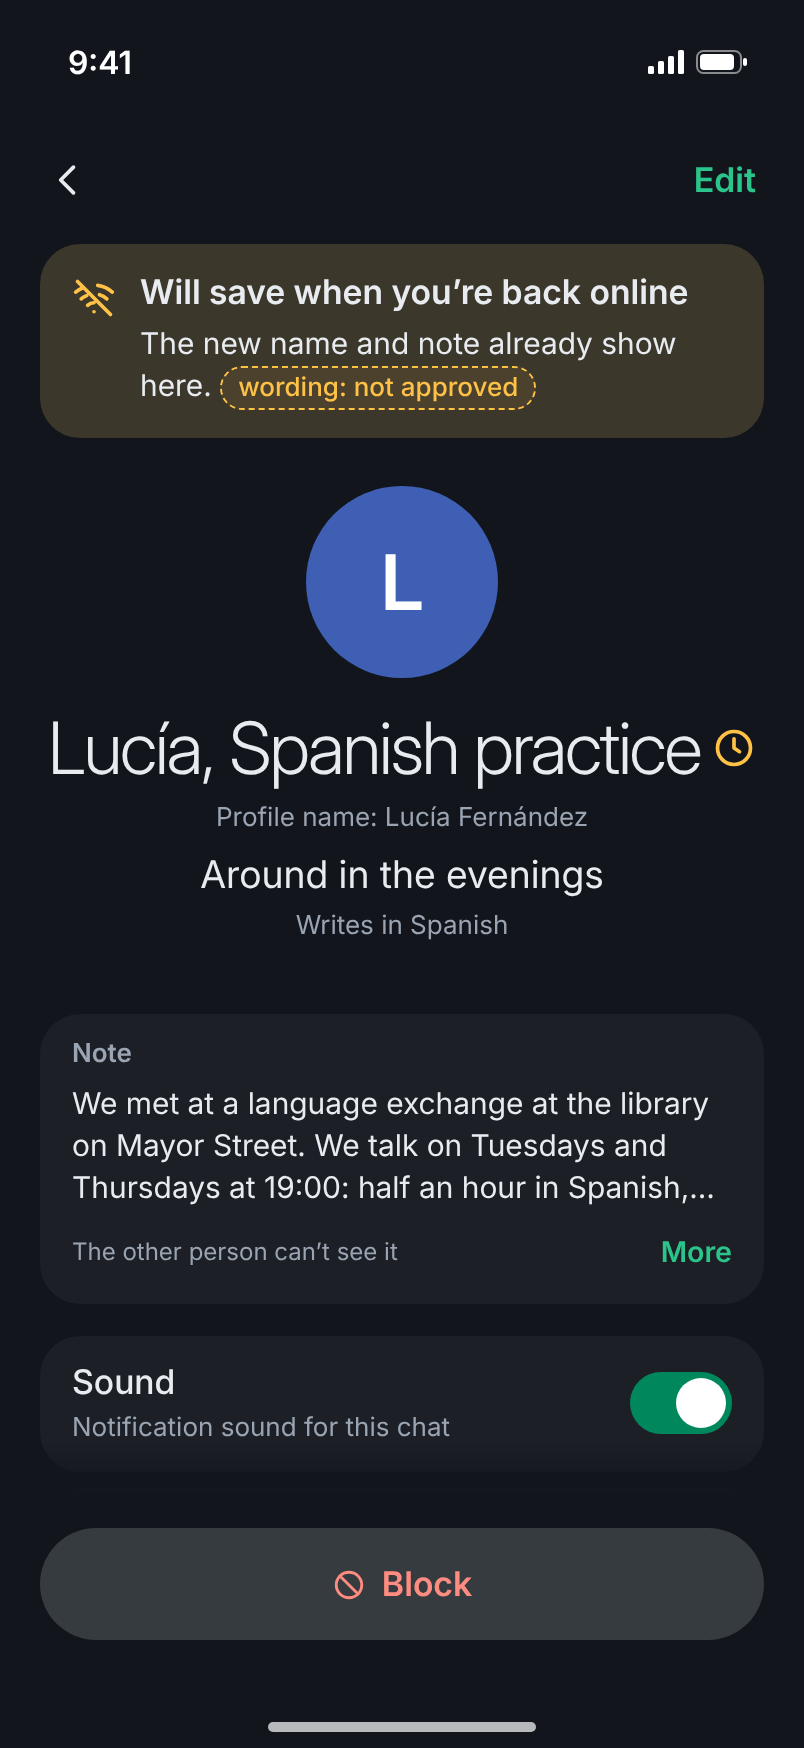 9:41
Edit
Will save when you’re back online
The new name and note already show
here. wording: not approved
L
Lucía, Spanish practice
Profile name: Lucía Fernández
Around in the evenings
Writes in Spanish
Note
We met at a language exchange at the library
on Mayor Street. We talk on Tuesdays and
Thursdays at 19:00: half an hour in Spanish,...
The other person can’t see it
More
Sound
Notification sound for this chat
Block